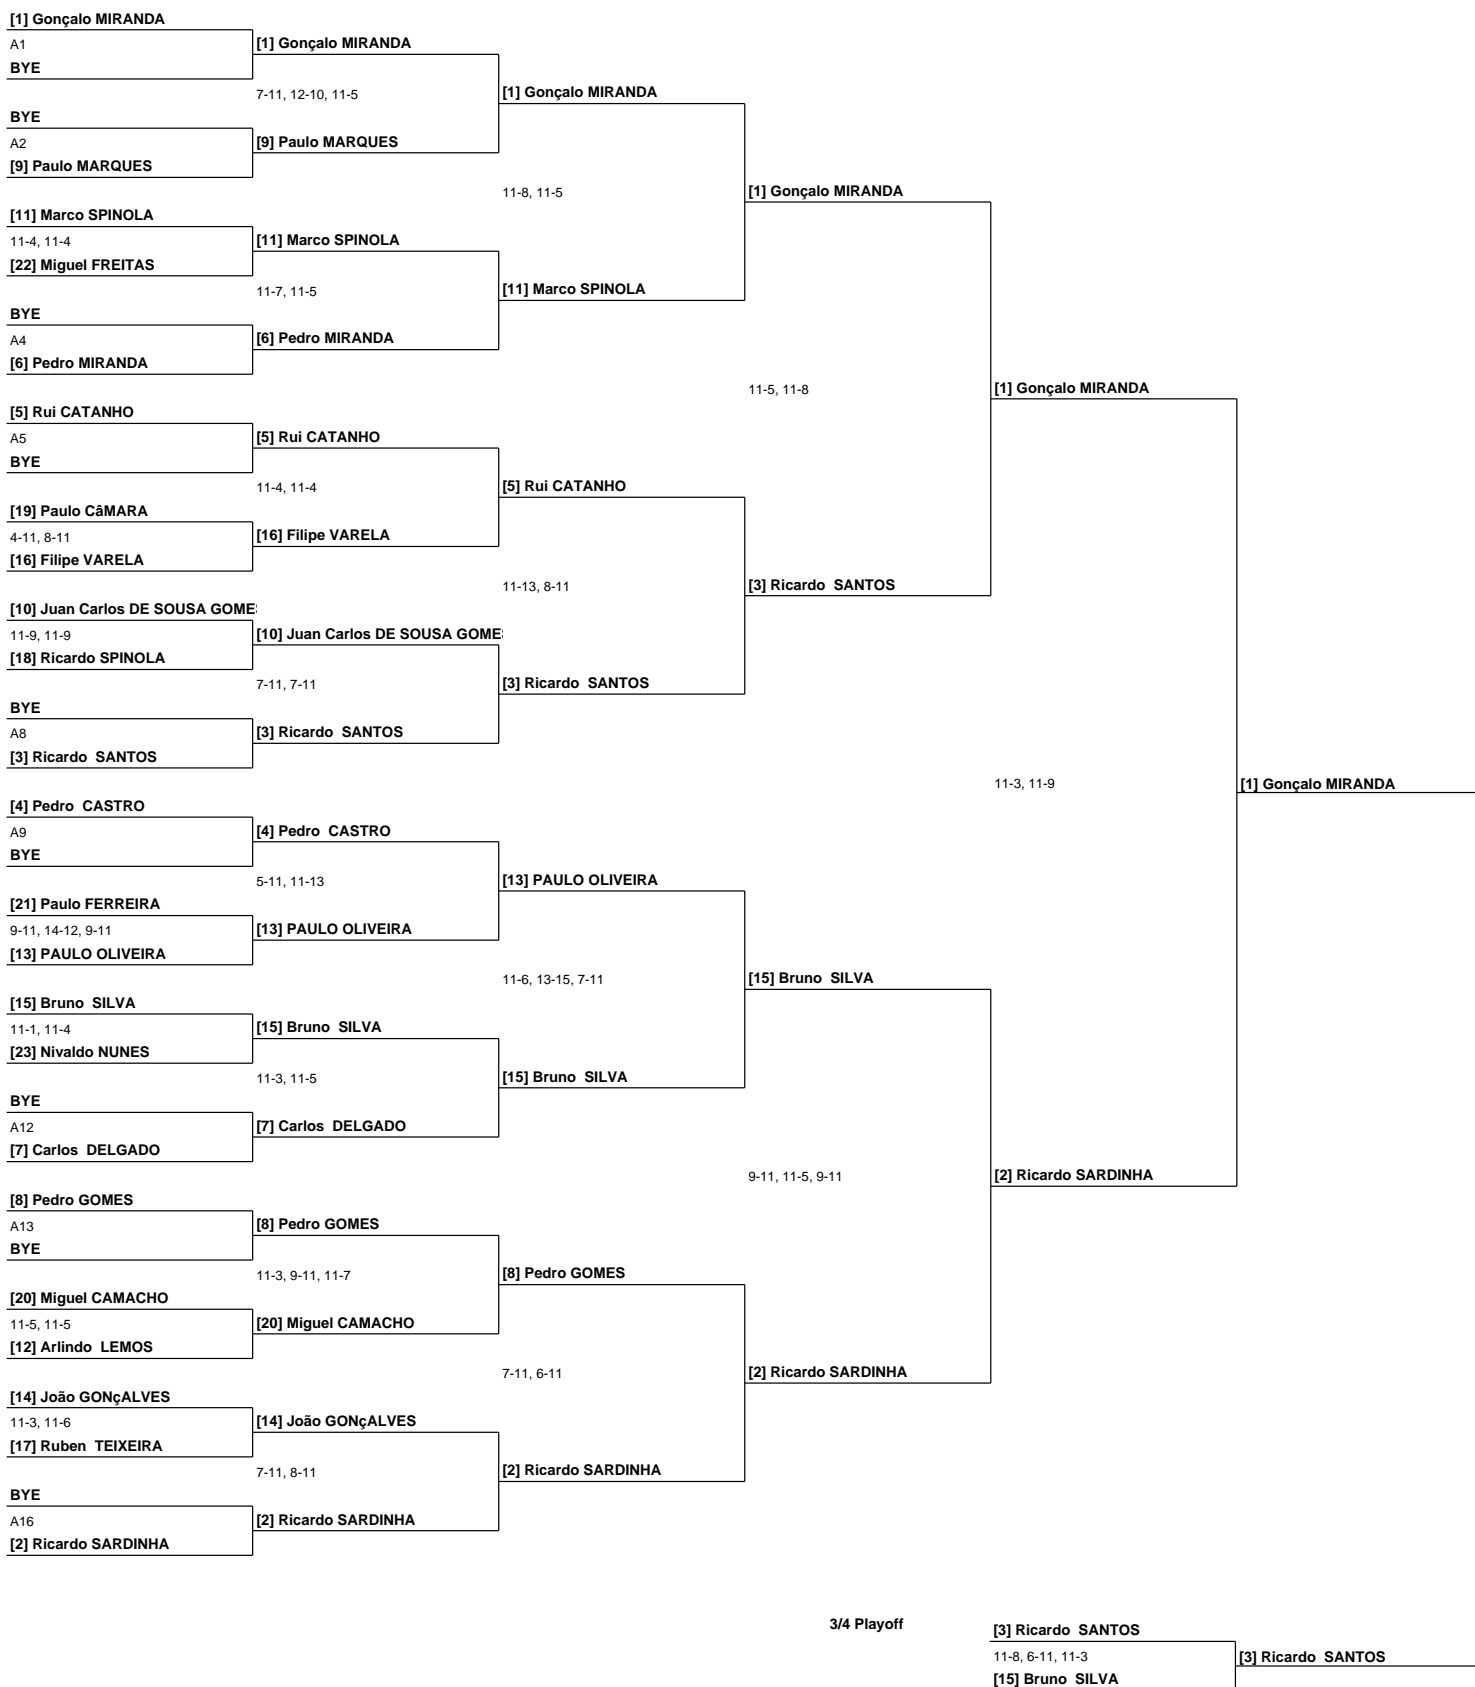 [1] Gonçalo MIRANDA
A1
[1] Gonçalo MIRANDA
BYE
7-11, 12-10, 11-5
[1] Gonçalo MIRANDA
BYE
A2
[9] Paulo MARQUES
[9] Paulo MARQUES
11-8, 11-5
[1] Gonçalo MIRANDA
[11] Marco SPINOLA
11-4, 11-4
[11] Marco SPINOLA
[22] Miguel FREITAS
11-7, 11-5
[11] Marco SPINOLA
BYE
A4
[6] Pedro MIRANDA
[6] Pedro MIRANDA
11-5, 11-8
[1] Gonçalo MIRANDA
[5] Rui CATANHO
A5
[5] Rui CATANHO
BYE
11-4, 11-4
[5] Rui CATANHO
[19] Paulo CâMARA
4-11, 8-11
[16] Filipe VARELA
[16] Filipe VARELA
11-13, 8-11
[3] Ricardo SANTOS
[10] Juan Carlos DE SOUSA GOME
11-9, 11-9
[10] Juan Carlos DE SOUSA GOME
[18] Ricardo SPINOLA
7-11, 7-11
[3] Ricardo SANTOS
BYE
A8
[3] Ricardo SANTOS
[3] Ricardo SANTOS
11-3, 11-9
[1] Gonçalo MIRANDA
[4] Pedro CASTRO
A9
[4] Pedro CASTRO
BYE
5-11, 11-13
[13] PAULO OLIVEIRA
[21] Paulo FERREIRA
9-11, 14-12, 9-11
[13] PAULO OLIVEIRA
[13] PAULO OLIVEIRA
11-6, 13-15, 7-11
[15] Bruno SILVA
[15] Bruno SILVA
11-1, 11-4
[15] Bruno SILVA
[23] Nivaldo NUNES
11-3, 11-5
[15] Bruno SILVA
BYE
A12
[7] Carlos DELGADO
[7] Carlos DELGADO
9-11, 11-5, 9-11
[2] Ricardo SARDINHA
[8] Pedro GOMES
A13
[8] Pedro GOMES
BYE
11-3, 9-11, 11-7
[8] Pedro GOMES
[20] Miguel CAMACHO
11-5, 11-5
[20] Miguel CAMACHO
[12] Arlindo LEMOS
7-11, 6-11
[2] Ricardo SARDINHA
[14] João GONçALVES
11-3, 11-6
[14] João GONçALVES
[17] Ruben TEIXEIRA
7-11, 8-11
[2] Ricardo SARDINHA
BYE
A16
[2] Ricardo SARDINHA
[2] Ricardo SARDINHA
3/4 Playoff
[3] Ricardo SANTOS
11-8, 6-11, 11-3
[3] Ricardo SANTOS
[15] Bruno SILVA